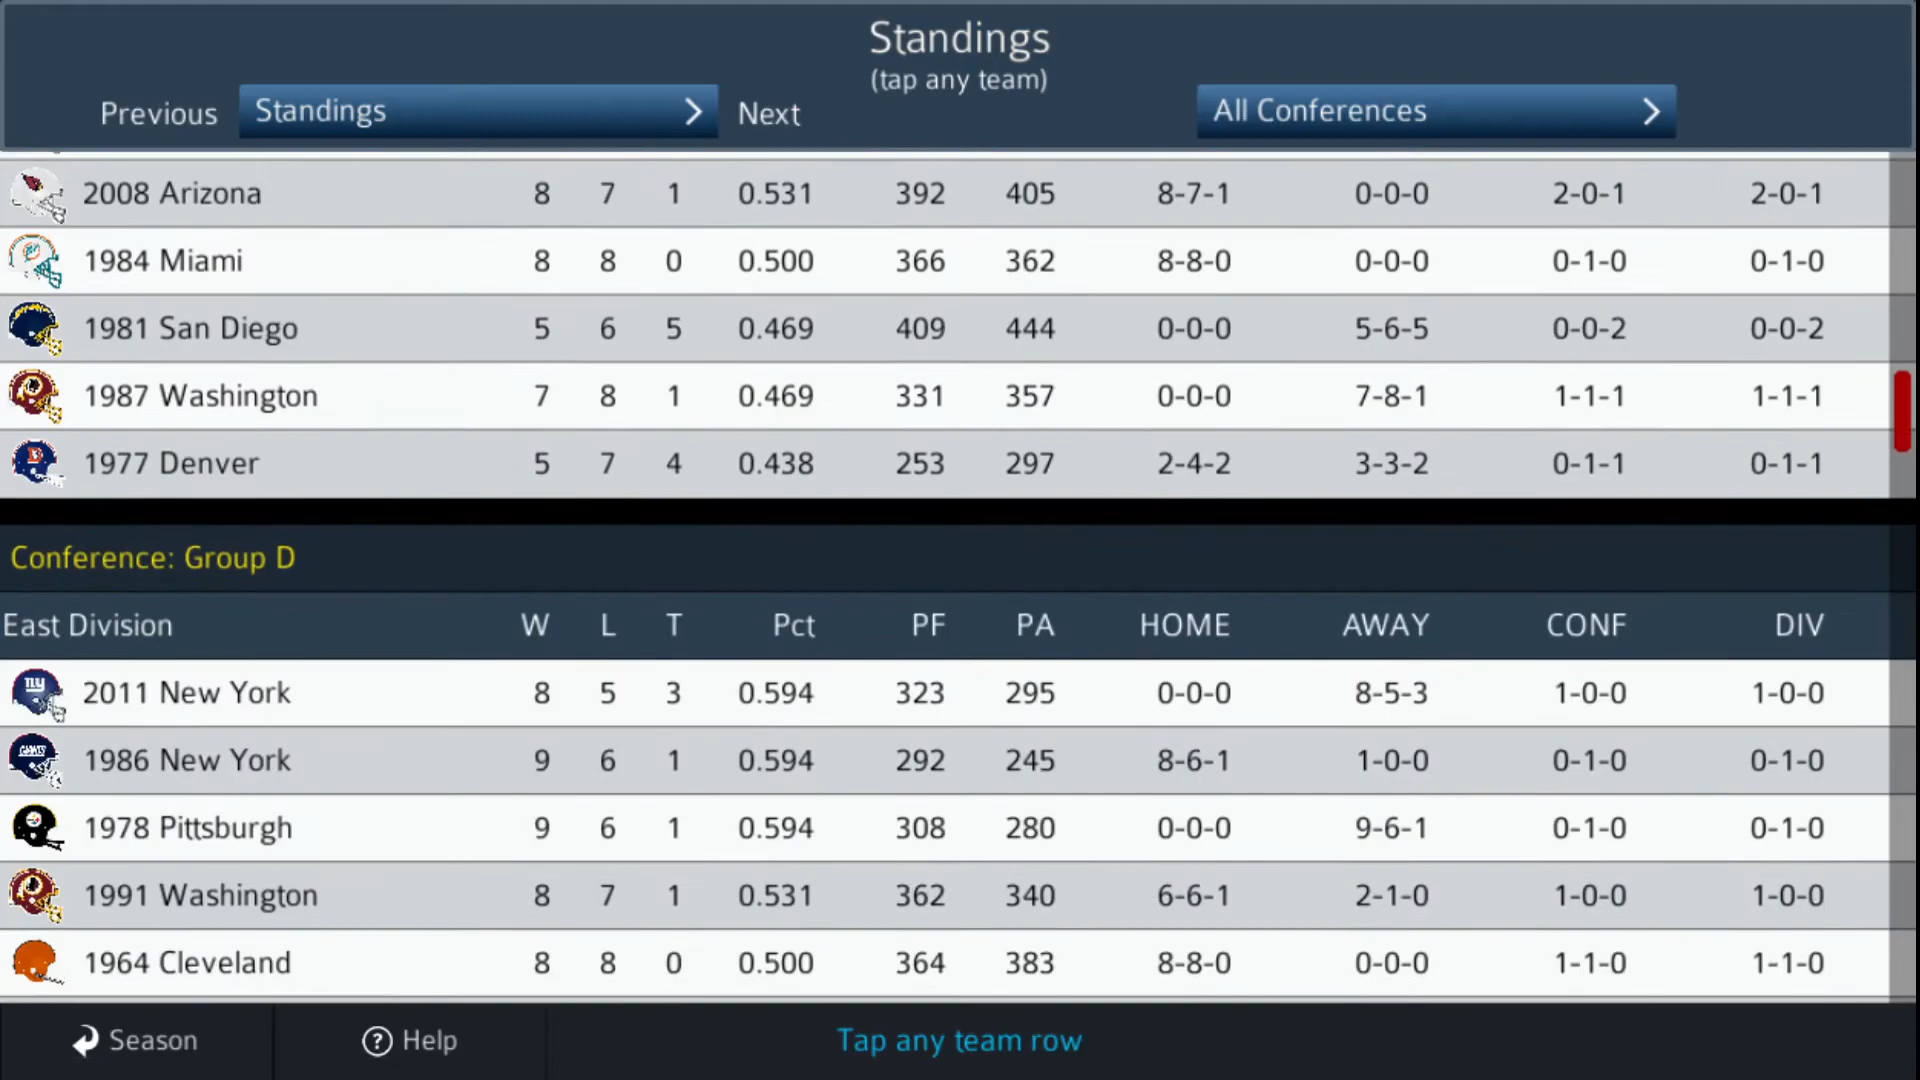 Standings
(tap any team)
Previous Standings Next All Conferences
2008 Arizona 8 7 1 0.531 392 405 8-7-1 0-0-0 2-0-1 2-0-1
1984 Miami 8 8 0 0.500 366 362 8-8-0 0-0-0 0-1-0 0-1-0
1981 San Diego 5 6 5 0.469 409 444 0-0-0 5-6-5 0-0-2 0-0-2
1987 Washington 7 8 1 0.469 331 357 0-0-0 7-8-1 1-1-1 1-1-1
1977 Denver 5 7 4 0.438 253 297 2-4-2 3-3-2 0-1-1 0-1-1
Conference: Group D
East Division W L T Pct PF PA HOME AWAY CONF DIV
2011 New York 8 5 3 0.594 323 295 0-0-0 8-5-3 1-0-0 1-0-0
1986 New York 9 6 1 0.594 292 245 8-6-1 1-0-0 0-1-0 0-1-0
1978 Pittsburgh 9 6 1 0.594 308 280 0-0-0 9-6-1 0-1-0 0-1-0
1991 Washington 8 7 1 0.531 362 340 6-6-1 2-1-0 1-0-0 1-0-0
1964 Cleveland 8 8 0 0.500 364 383 8-8-0 0-0-0 1-1-0 1-1-0
Season ? Help Tap any team row